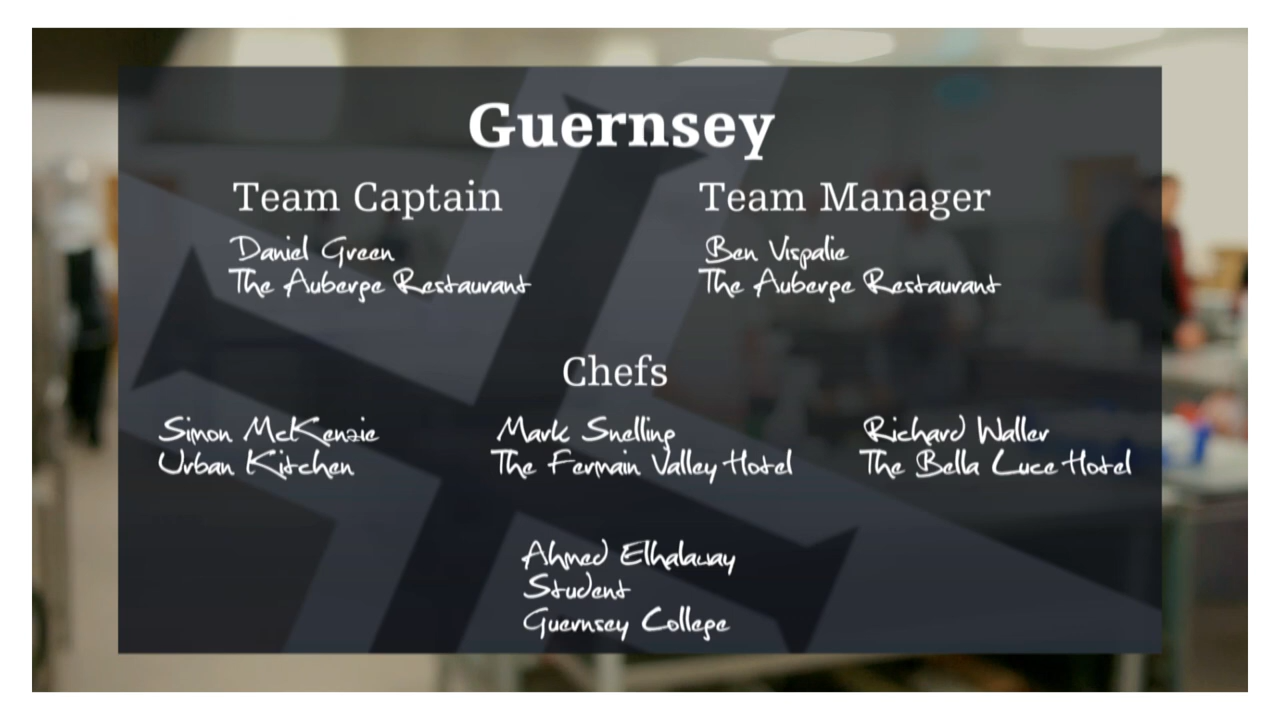 Guernsey
Team Captain
Daniel Green
The Auberge Restaurant
Team Manager
Ben Vispalie
The Auberge Restaurant
Chefs
Simon McKenzie
Urban Kitchen
Mark Snelling
The Fermain Valley Hotel
Richard Waller
The Bella Luce Hotel
Ahmed Elhalaway
Student
Guernsey College